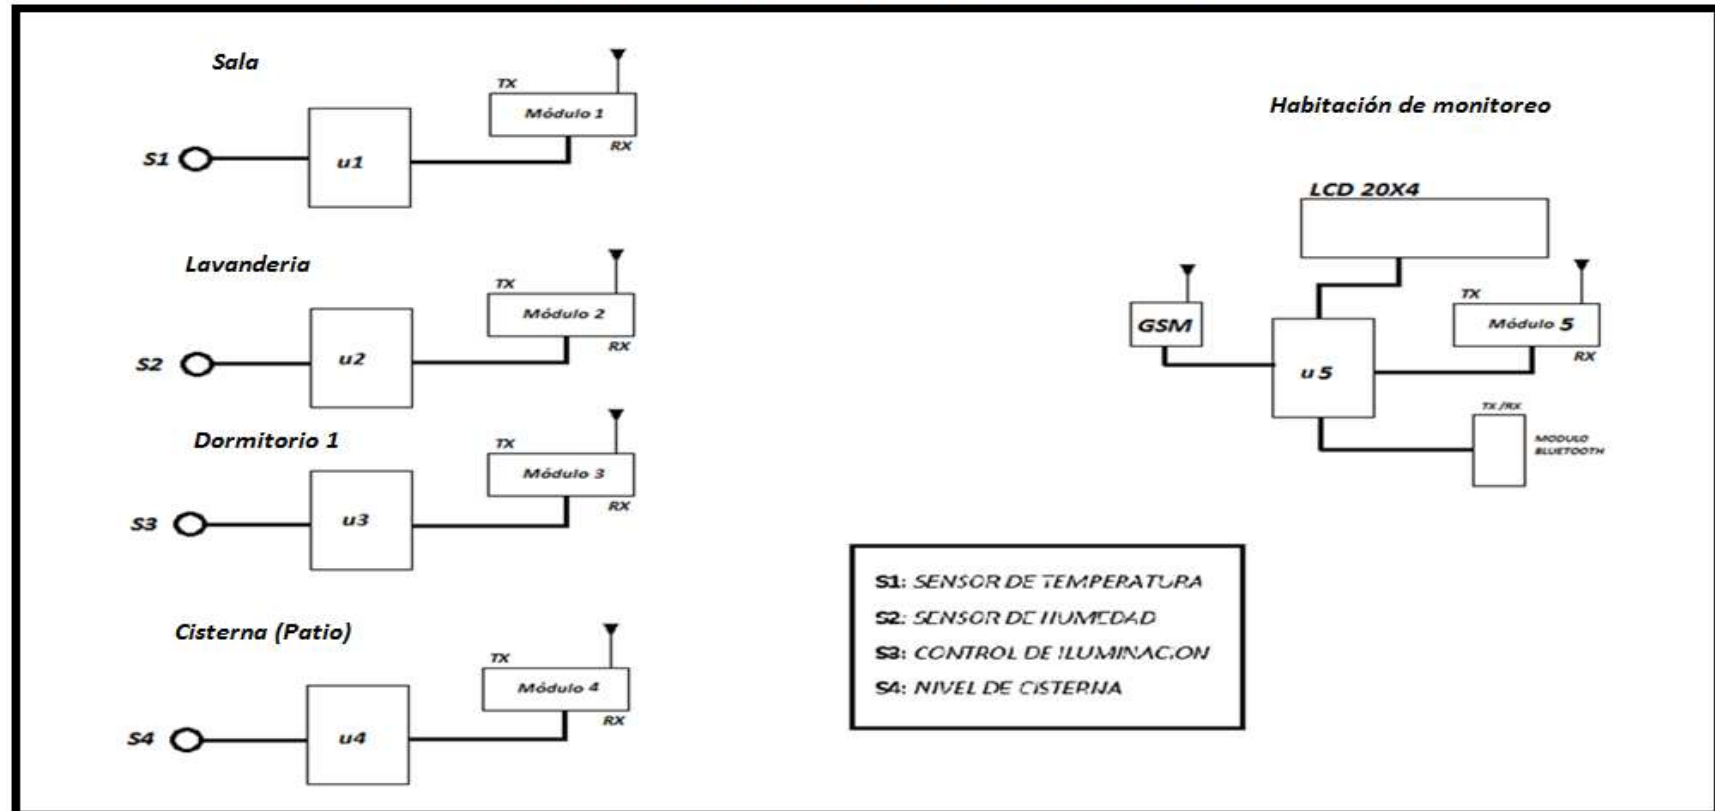 Sala
TX
Módulo 1
RX
S1
u1
Lavanderia
TX
Módulo 2
RX
S2
u2
Dormitorio 1
TX
Módulo 3
RX
S3
u3
Cisterna (Patio)
TX
Módulo 4
RX
S4
u4
Habitación de monitoreo
LCD 20X4
GSM
TX
Módulo 5
RX
u 5
TX /RX
MODULO
BLUETOOTH
S1: SENSOR DE TEMPERATURA
S2: SENSOR DE HUMEDAD
S3: CONTROL DE ILUMINACION
S4: NIVEL DE CISTERNA